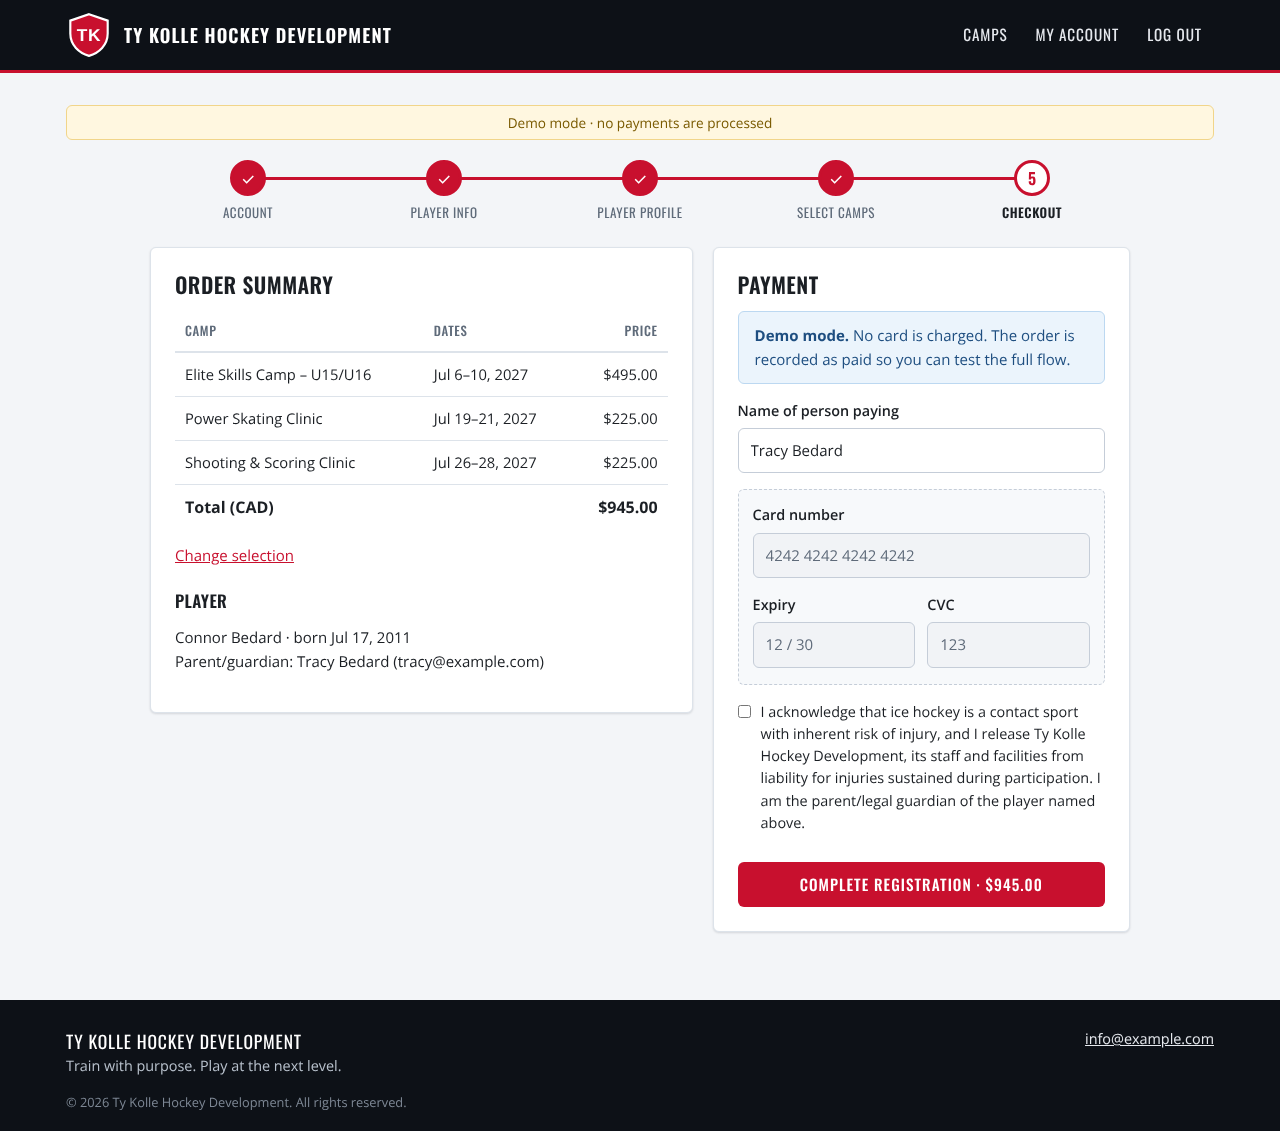 TK
TY KOLLE HOCKEY DEVELOPMENT
CAMPS
MY ACCOUNT
LOG OUT
Demo mode · no payments are processed
✓
✓
✓
✓
5
ACCOUNT
PLAYER INFO
PLAYER PROFILE
SELECT CAMPS
CHECKOUT
ORDER SUMMARY
CAMP DATES PRICE
Elite Skills Camp – U15/U16 Jul 6–10, 2027 $495.00
Power Skating Clinic Jul 19–21, 2027 $225.00
Shooting & Scoring Clinic Jul 26–28, 2027 $225.00
Total (CAD) $945.00
Change selection
PLAYER
Connor Bedard · born Jul 17, 2011
Parent/guardian: Tracy Bedard (tracy@example.com)
PAYMENT
Demo mode. No card is charged. The order is
recorded as paid so you can test the full flow.
Name of person paying
Tracy Bedard
Card number
4242 4242 4242 4242
Expiry CVC
12 / 30 123
I acknowledge that ice hockey is a contact sport
with inherent risk of injury, and I release Ty Kolle
Hockey Development, its staff and facilities from
liability for injuries sustained during participation. I
am the parent/legal guardian of the player named
above.
COMPLETE REGISTRATION · $945.00
TY KOLLE HOCKEY DEVELOPMENT
Train with purpose. Play at the next level.
info@example.com
© 2026 Ty Kolle Hockey Development. All rights reserved.